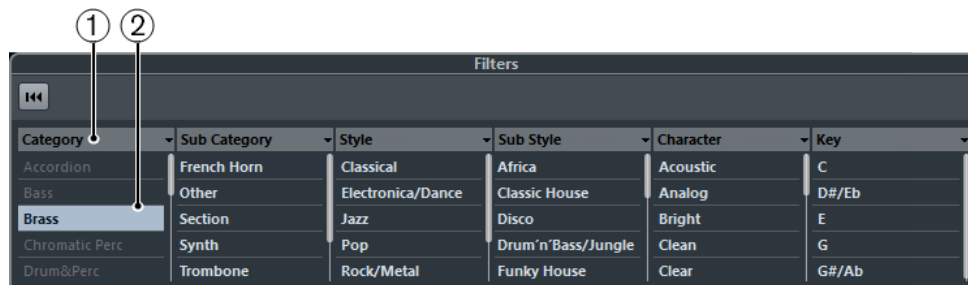 1 2
Filters
Category Sub Category Style Sub Style Character Key
Accordion French Horn Classical Africa Acoustic C
Bass Other Electronica/Dance Classic House Analog D#/Eb
Brass Section Jazz Disco Bright E
Chromatic Perc Synth Pop Drum´n´Bass/Jungle Clean G
Drum&Perc Trombone Rock/Metal Funky House Clear G#/Ab